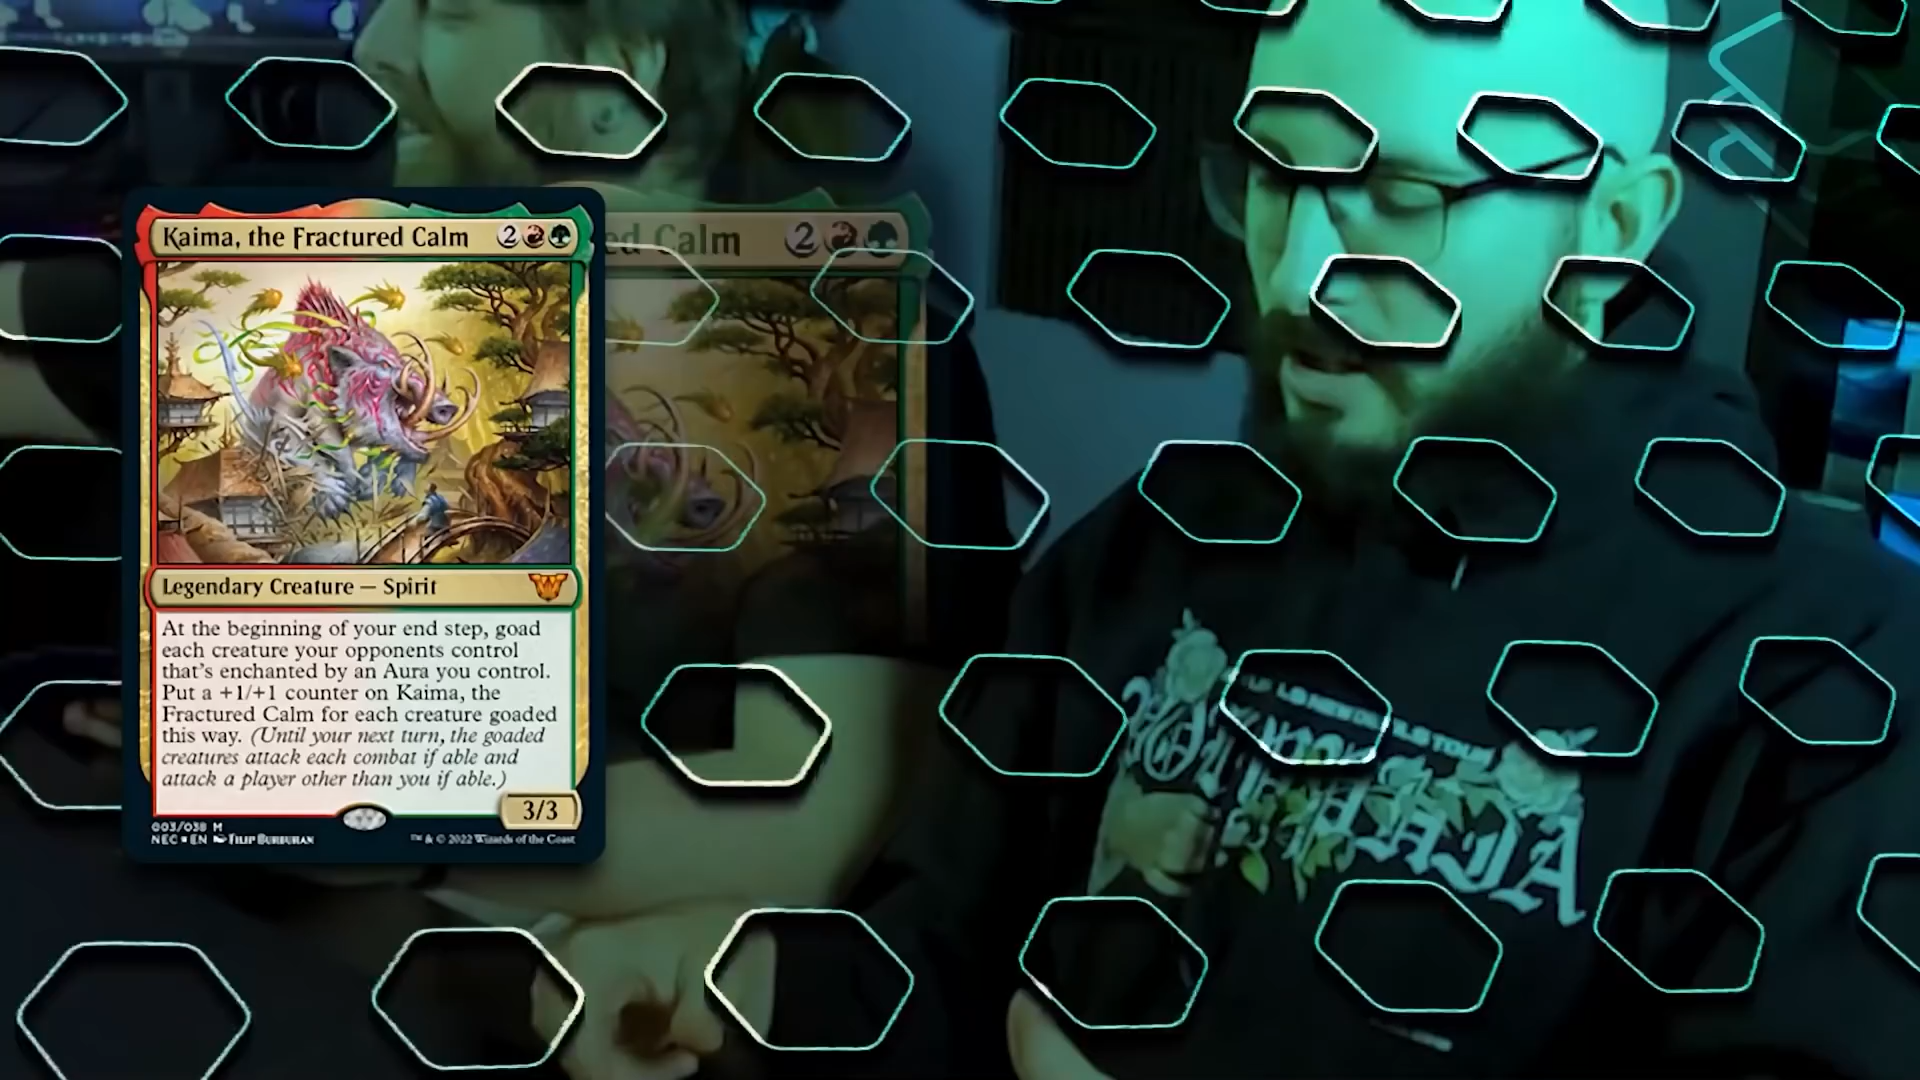 Kaima, the Fractured Calm 2
ed Calm 2
Legendary Creature — Spirit
At the beginning of your end step, goad
each creature your opponents control
that's enchanted by an Aura you control.
Put a +1/+1 counter on Kaima, the
Fractured Calm for each creature goaded
this way. (Until your next turn, the goaded
creatures attack each combat if able and
attack a player other than you if able.)
3/3
003/038 M
NEC • EN Filip Burburan
™ & © 2022 Wizards of the Coast